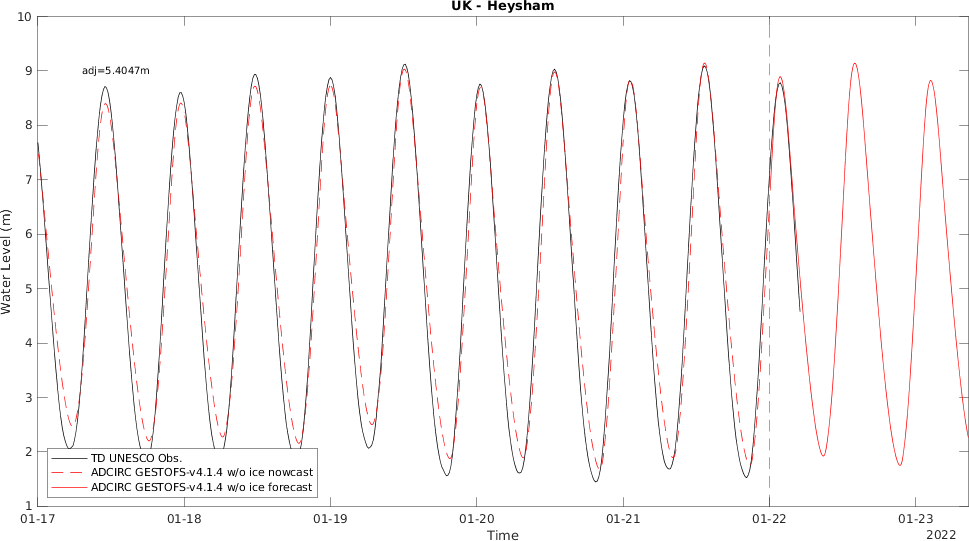 UK - Heysham
10
9
8
7
6
5
4
3
2
1
Water Level (m)
adj=5.4047m
TD UNESCO Obs.
ADCIRC GESTOFS-v4.1.4 w/o ice nowcast
ADCIRC GESTOFS-v4.1.4 w/o ice forecast
01-17 01-18 01-19 01-20 01-21 01-22 01-23
Time
2022